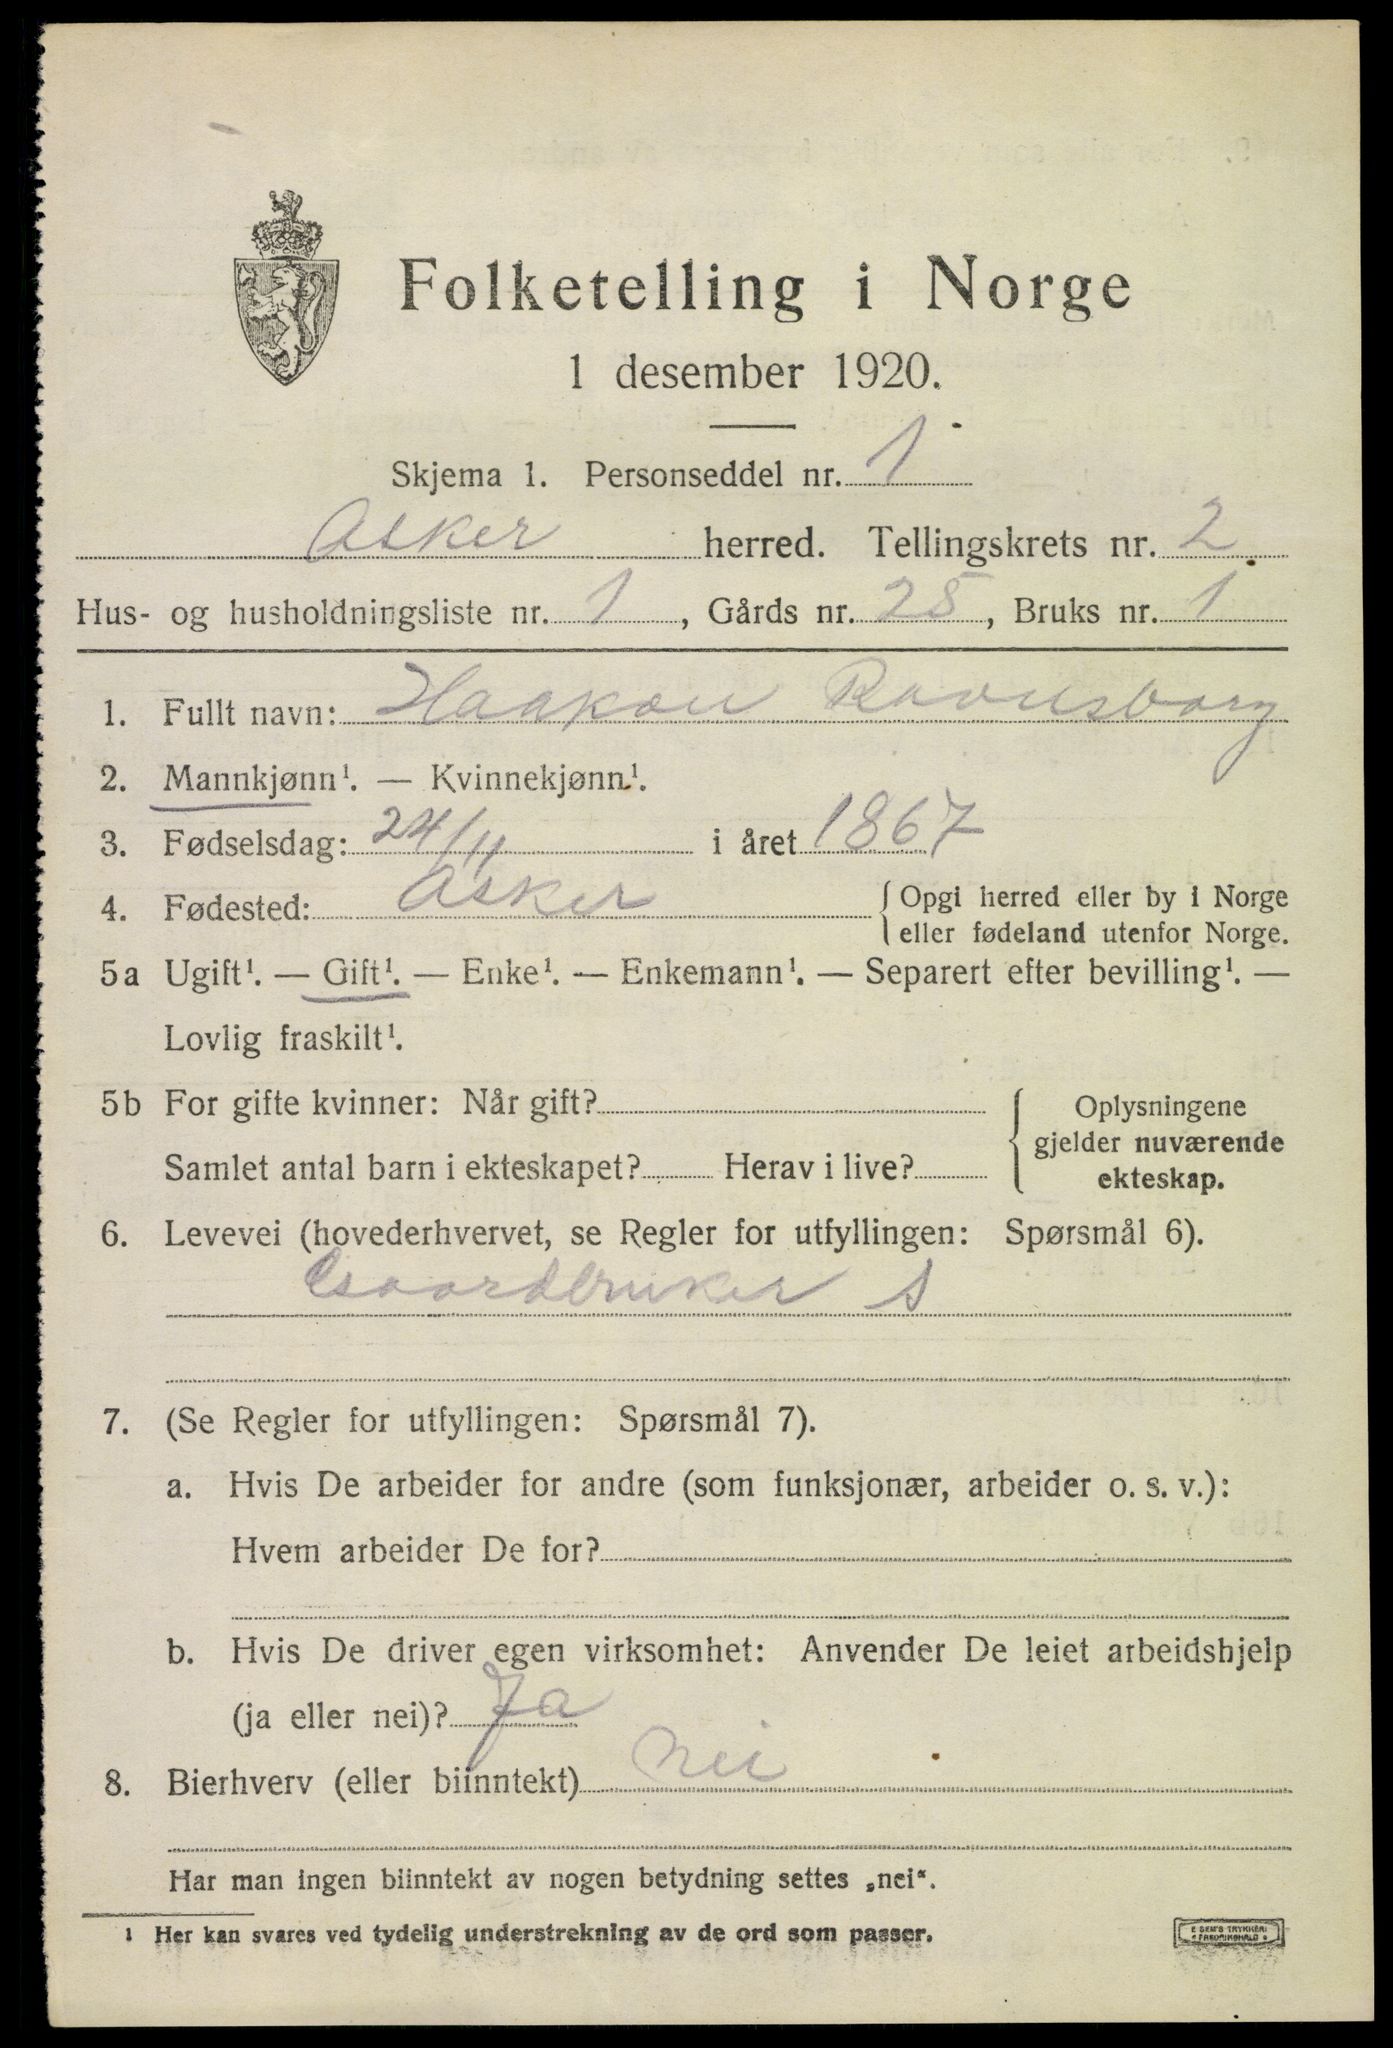 Folketelling i Norge
1 desember 1920.
Skjema 1. Personseddel nr. 1
Asker herred. Tellingskrets nr. 2
Hus- og husholdningsliste nr. 1, Gårds nr. 25, Bruks nr. 1
1. Fullt navn: Haakon Ravnsborg
2. Mannkjønn¹. — Kvinnekjønn¹.
3. Fødselsdag: 24/11 i året 1867
4. Fødested: Asker {Opgi herred eller by i Norge
eller fødeland utenfor Norge.
5a Ugift¹. — Gift¹. — Enke¹. — Enkemann¹. — Separert efter bevilling¹. —
Lovlig fraskilt¹.
5b For gifte kvinner: Når gift?
Samlet antal barn i ekteskapet? Herav i live?
Oplysningene
gjelder nuværende
ekteskap.
6. Levevei (hovederhvervet, se Regler for utfyllingen: Spørsmål 6).
Gaardbruker S
7. (Se Regler for utfyllingen: Spørsmål 7).
a. Hvis De arbeider for andre (som funksjonær, arbeider o. s. v.):
Hvem arbeider De for?
b. Hvis De driver egen virksomhet: Anvender De leiet arbeidshjelp
(ja eller nei)? Ja
8. Bierhverv (eller biinntekt) Nei
Har man ingen biinntekt av nogen betydning settes „nei“.
1 Her kan svares ved tydelig understrekning av de ord som passer.
E SEM'S TRYKKERI
FREDRIKSHALD